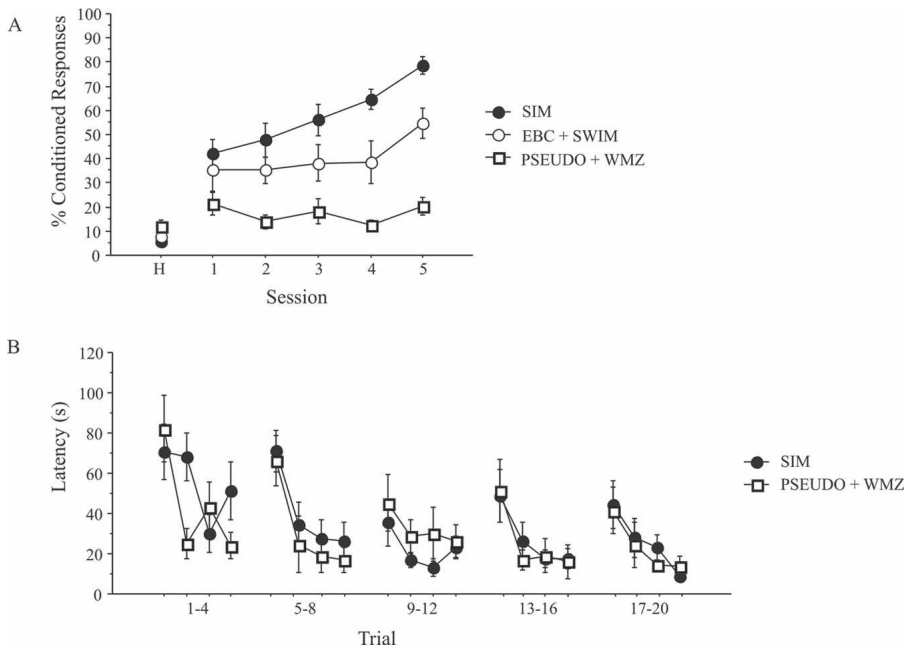 A
100
90
80
70
60
50
40
30
20
10
0
% Conditioned Responses
H 1 2 3 4 5
Session
SIM
EBC + SWIM
PSEUDO + WMZ
B
120
100
80
60
40
20
0
Latency (s)
1-4 5-8 9-12 13-16 17-20
Trial
SIM
PSEUDO + WMZ